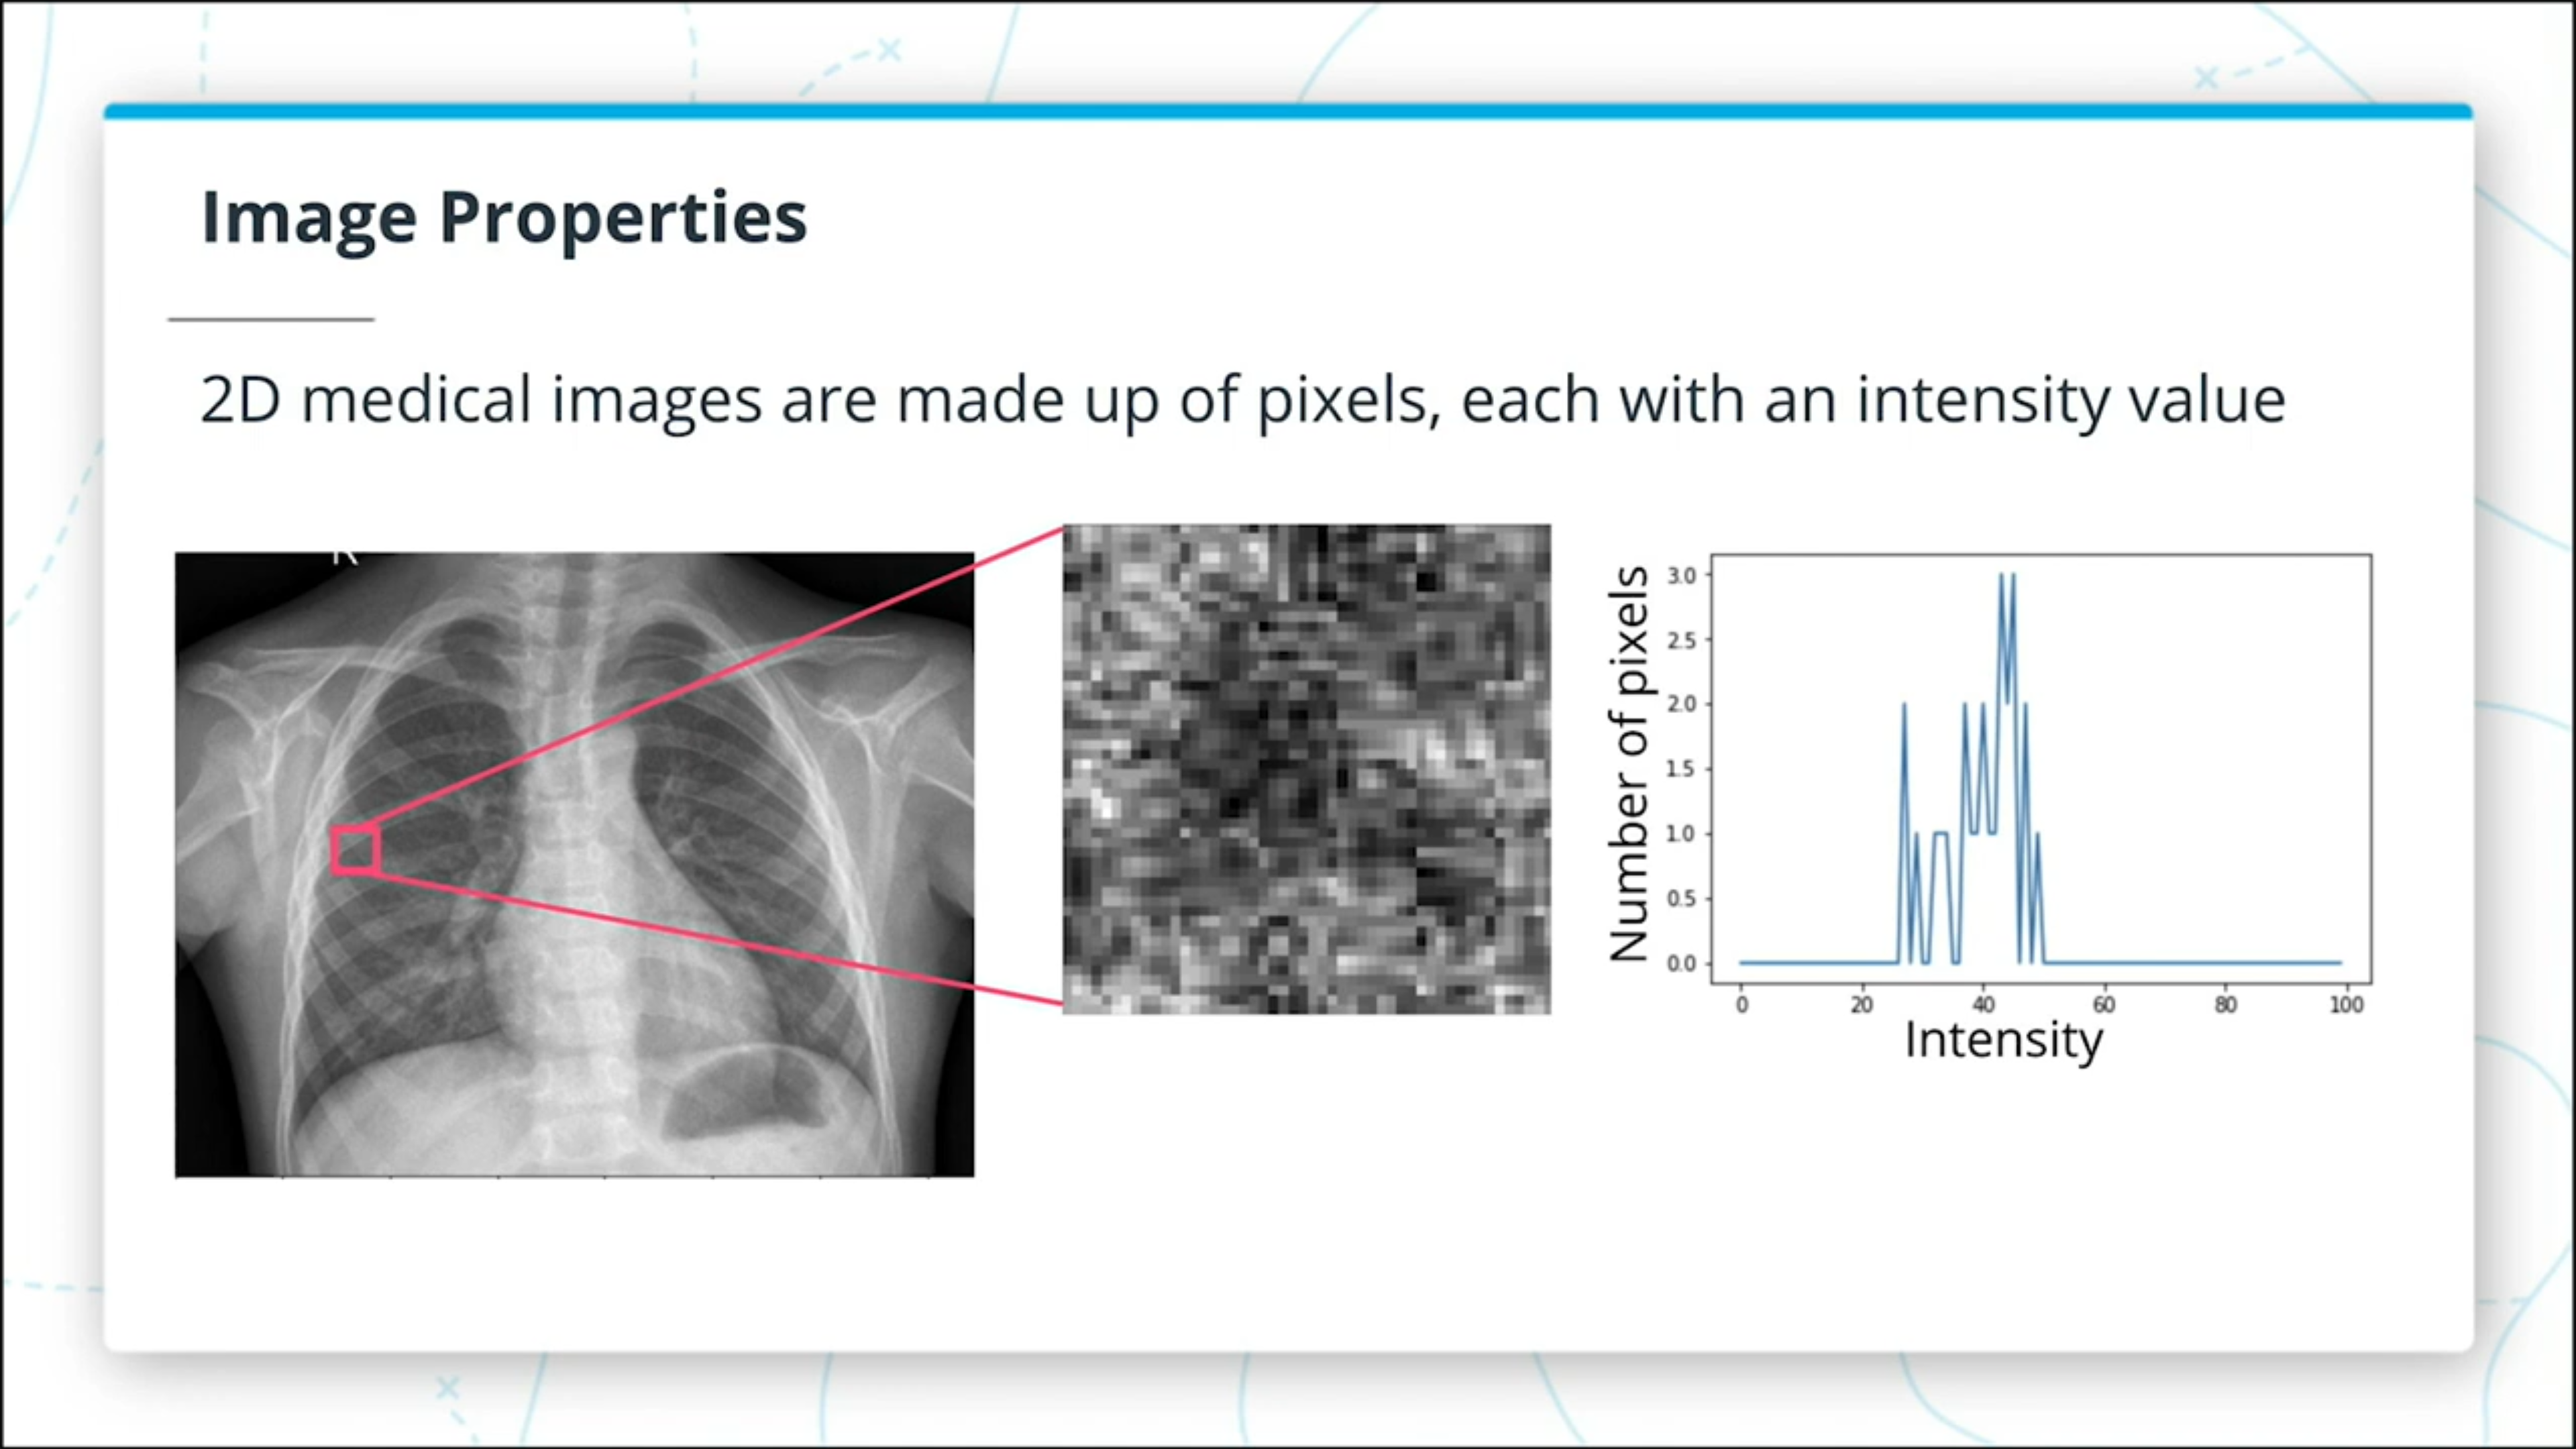 Image Properties
2D medical images are made up of pixels, each with an intensity value
R
Number of pixels
3.0
2.5
2.0
1.5
1.0
0.5
0.0
0 20 40 60 80 100
Intensity